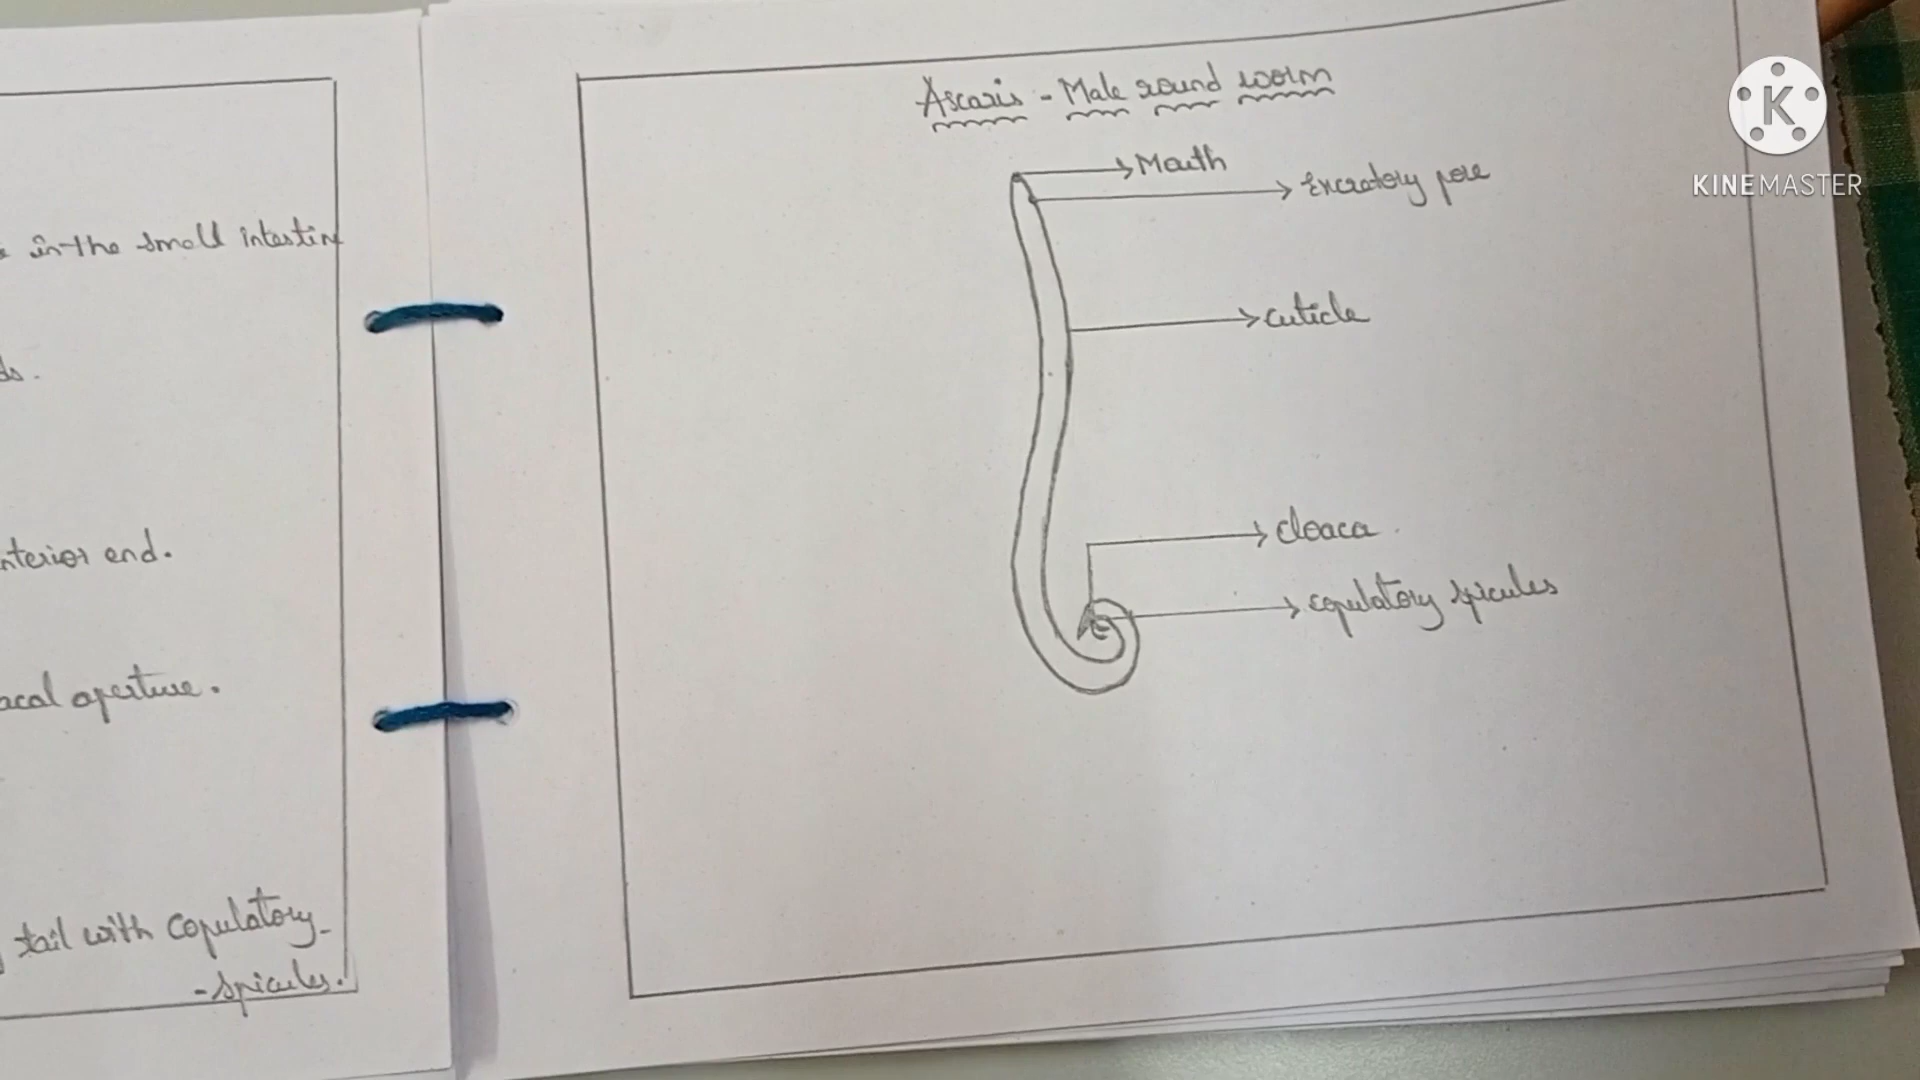 in the small intestin
ds.
nterior end.
acal aperture.
tail with copulatory-
-spicules.
Ascaris - Male round worm
Mouth
Excretory pore
cuticle
cloaca
copulatory spicules
K
KINEMASTER